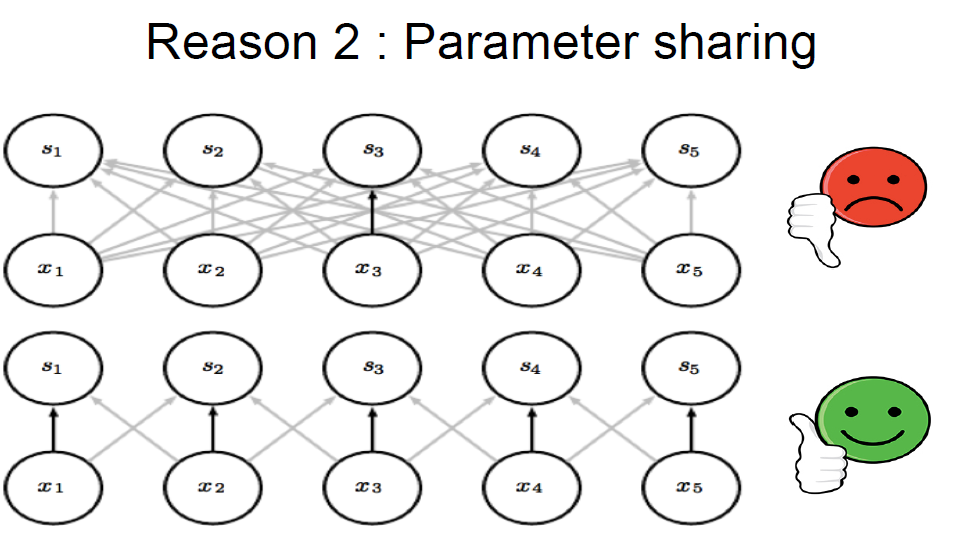 Reason 2 : Parameter sharing
s1 s2 s3 s4 s5
x1 x2 x3 x4 x5
s1 s2 s3 s4 s5
x1 x2 x3 x4 x5